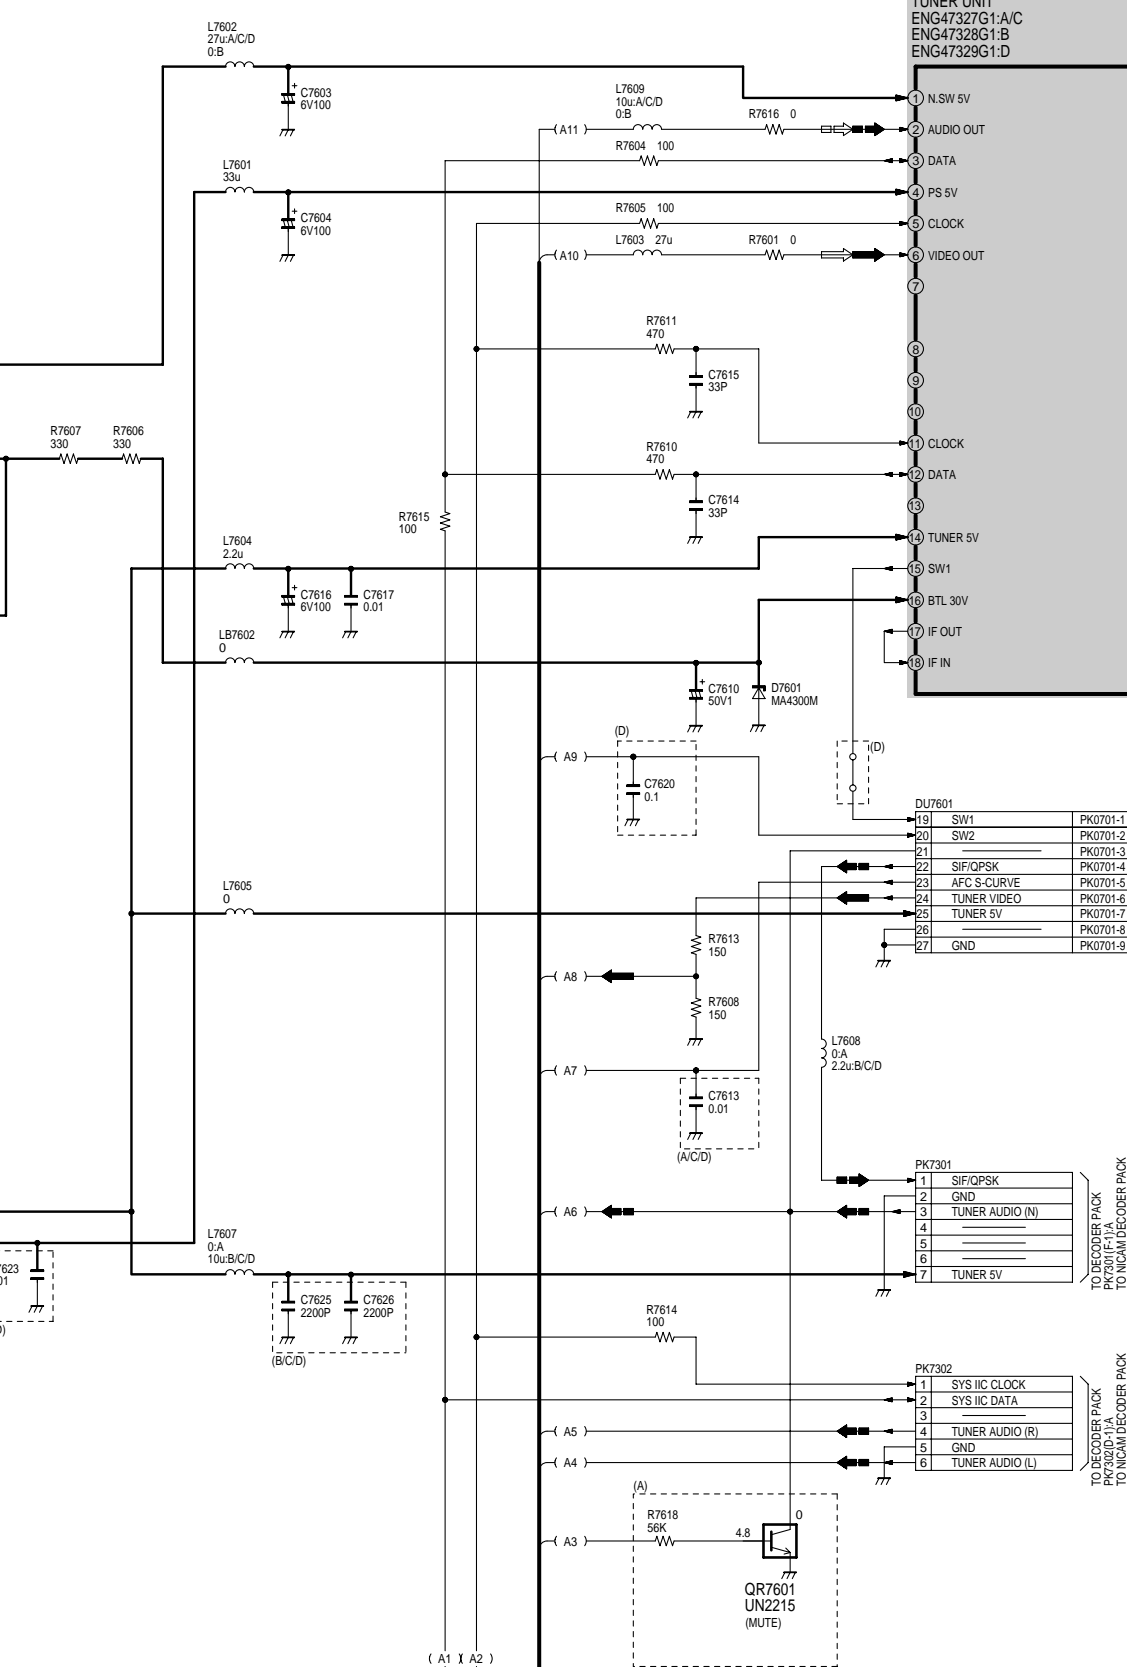 TUNER UNIT
ENG47327G1:A/C
ENG47328G1:B
ENG47329G1:D
L7602
27u:A/C/D
0:B
C7603
6V100
L7609
10u:A/C/D
0:B
R7616 0
1 N.SW 5V
A11
2 AUDIO OUT
R7604 100
3 DATA
L7601
33u
4 PS 5V
C7604
6V100
R7605 100
5 CLOCK
L7603 27u
R7601 0
A10
6 VIDEO OUT
7
R7611
470
8
C7615
33P
9
10
R7607
330
R7606
330
11 CLOCK
R7610
470
12 DATA
C7614
33P
13
R7615
100
14 TUNER 5V
L7604
2.2u
15 SW1
C7616
6V100
C7617
0.01
16 BTL 30V
LB7602
0
17 IF OUT
18 IF IN
C7610
50V1
D7601
MA4300M
(D)
(D)
A9
C7620
0.1
DU7601
19 SW1 PK0701-1
20 SW2 PK0701-2
21 PK0701-3
22 SIF/QPSK PK0701-4
23 AFC S-CURVE PK0701-5
24 TUNER VIDEO PK0701-6
25 TUNER 5V PK0701-7
26 PK0701-8
27 GND PK0701-9
L7605
0
R7613
150
A8
R7608
150
L7608
0:A
2.2u:B/C/D
A7
C7613
0.01
(A/C/D)
PK7301
1 SIF/QPSK
2 GND
3 TUNER AUDIO (N)
4
5
6
7 TUNER 5V
TO DECODER PACK
PK7301(F-1):A
TO NICAM DECODER PACK
A6
L7607
0:A
10u:B/C/D
7623
01
C7625
2200P
C7626
2200P
(B/C/D)
R7614
100
PK7302
1 SYS IIC CLOCK
2 SYS IIC DATA
3
4 TUNER AUDIO (R)
5 GND
6 TUNER AUDIO (L)
TO DECODER PACK
PK7302(D-1):A
TO NICAM DECODER PACK
A5
A4
(A)
R7618
56K
A3
4.8
0
QR7601
UN2215
(MUTE)
A1
A2